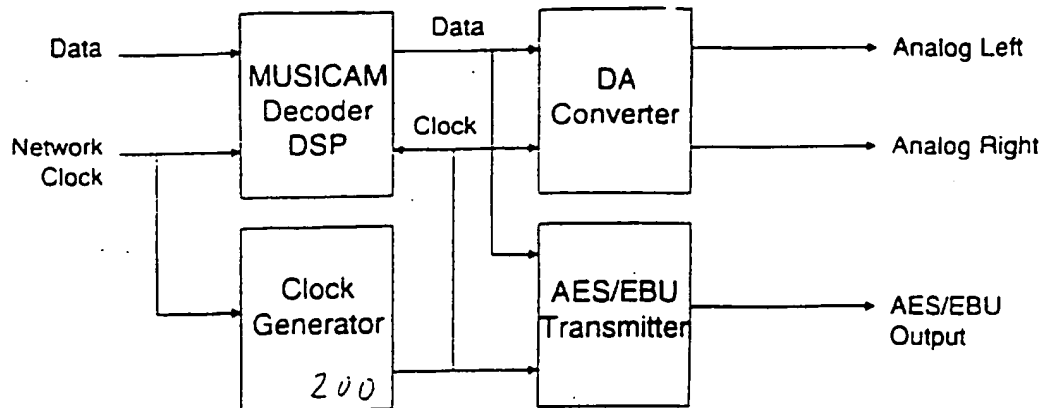 Data
Network
Clock
MUSICAM
Decoder
DSP
Data
Clock
DA
Converter
Analog Left
Analog Right
Clock
Generator
200
AES/EBU
Transmitter
AES/EBU
Output